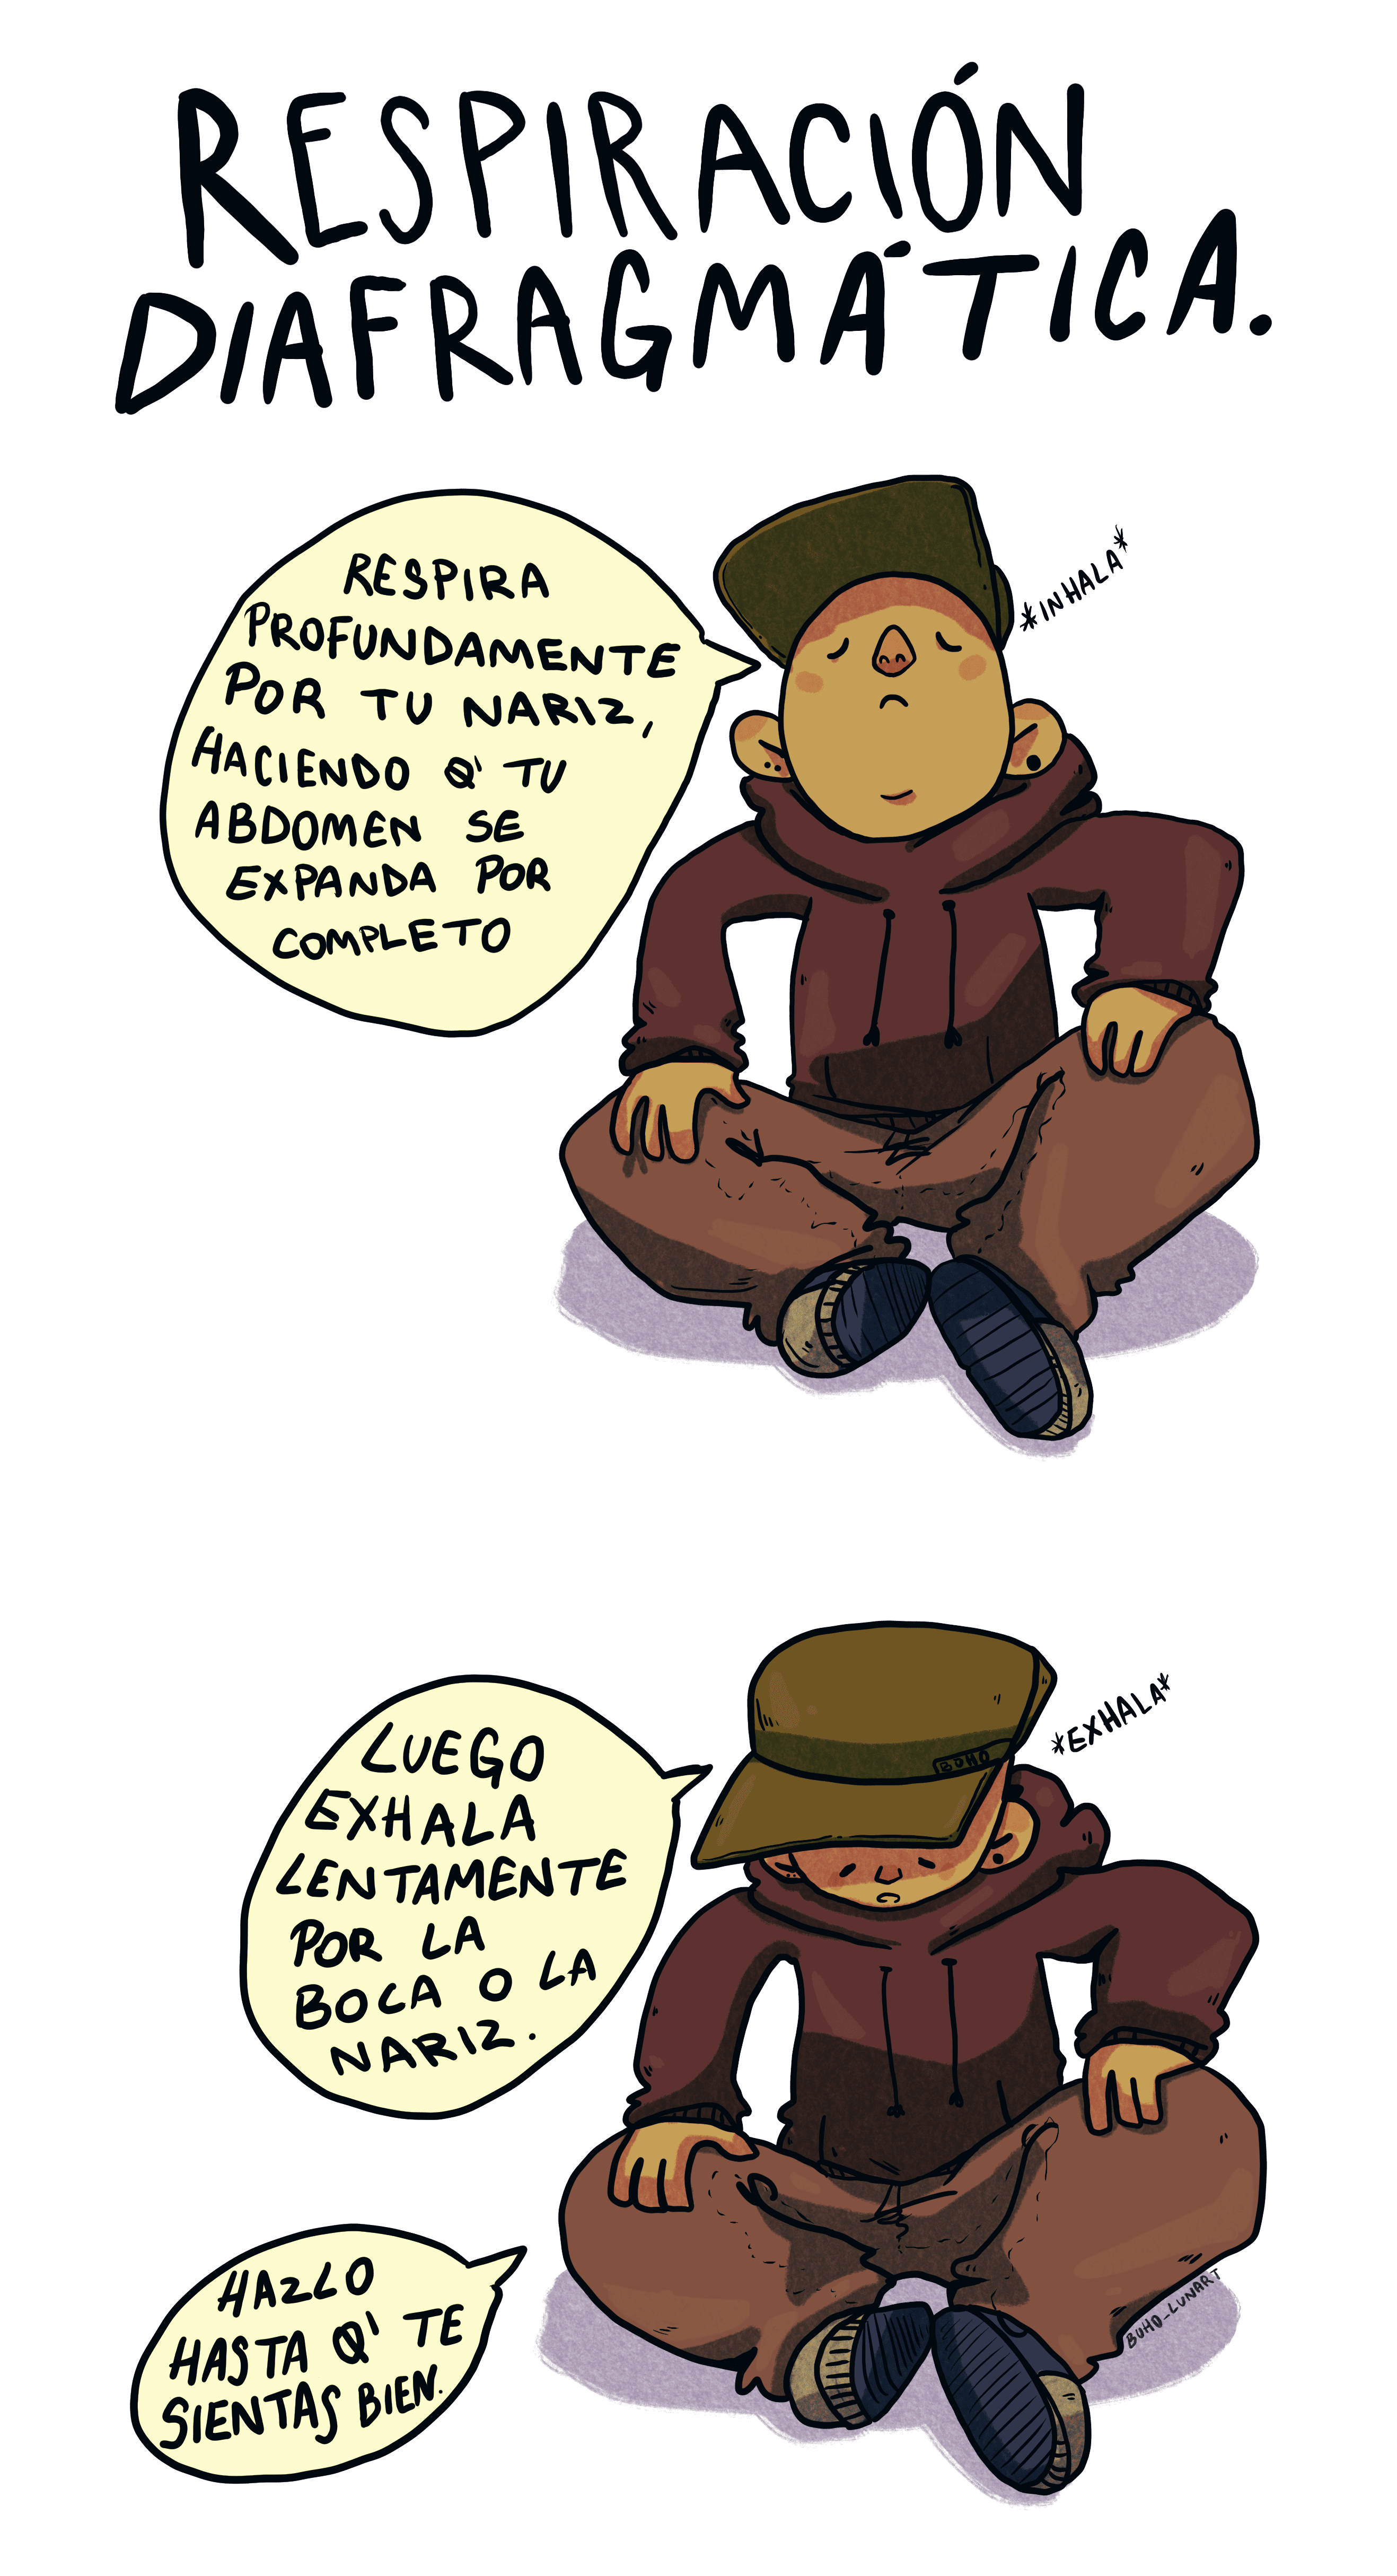 RESPIRACIÓN
DIAFRAGMÁTICA.
RESPIRA
PROFUNDAMENTE
POR TU NARIZ,
HACIENDO Q' TU
ABDOMEN SE
EXPANDA POR
COMPLETO
*INHALA*
LUEGO
EXHALA
LENTAMENTE
POR LA
BOCA O LA
NARIZ.
*EXHALA*
BUHO
HAZLO
HASTA Q' TE
SIENTAS BIEN.
BUHO_LUNART